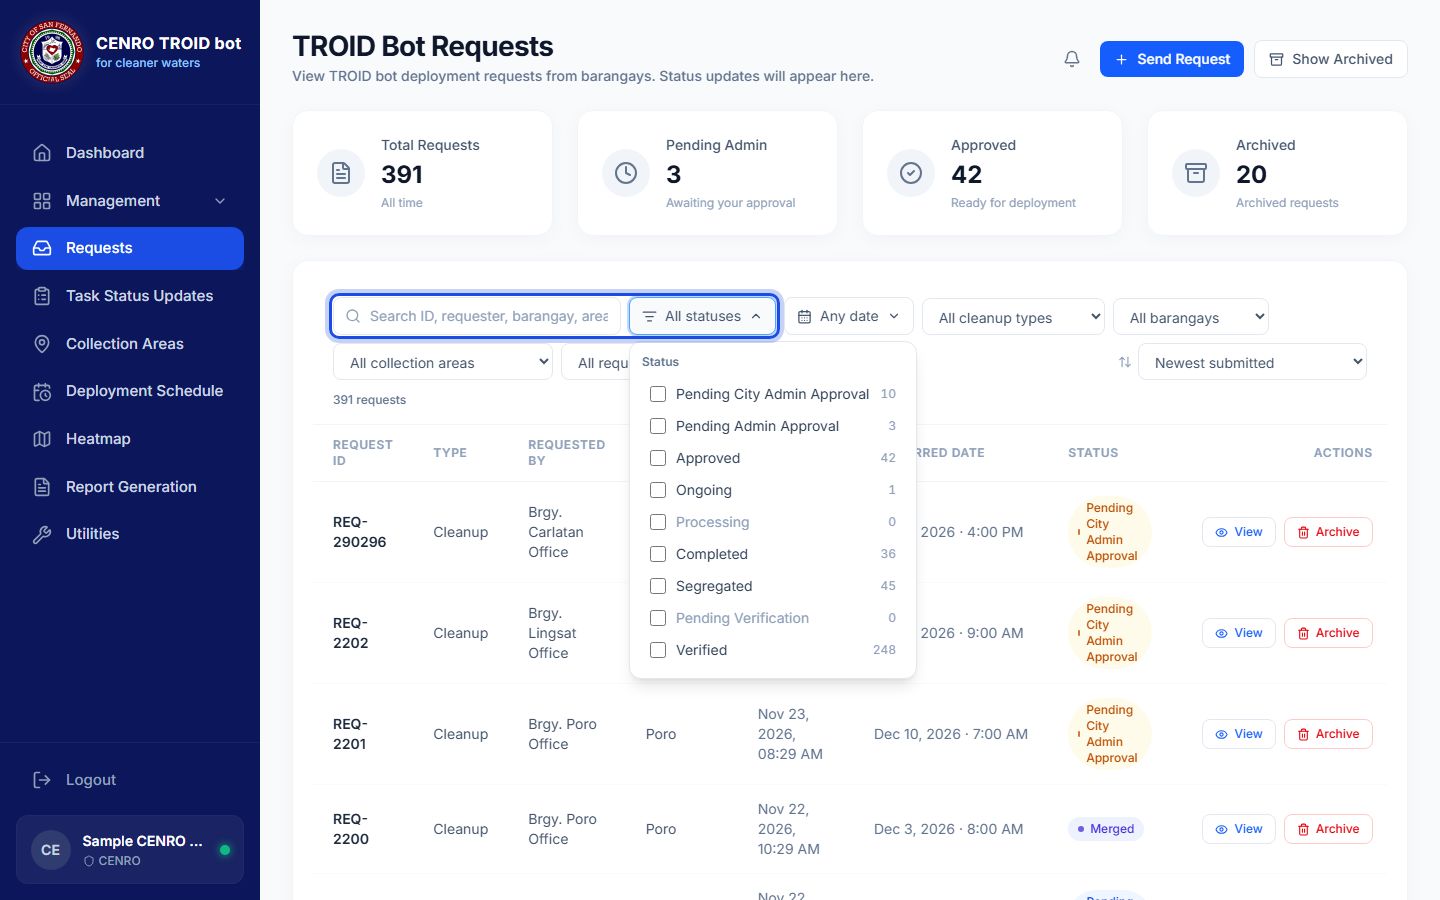 CITY OF SAN FERNANDO
OFFICIAL SEAL
CENRO TROID bot
for cleaner waters
Dashboard
Management
Requests
Task Status Updates
Collection Areas
Deployment Schedule
Heatmap
Report Generation
Utilities
Logout
CE
Sample CENRO ...
CENRO
TROID Bot Requests
View TROID bot deployment requests from barangays. Status updates will appear here.
Send Request
Show Archived
Total Requests
391
All time
Pending Admin
3
Awaiting your approval
Approved
42
Ready for deployment
Archived
20
Archived requests
Search ID, requester, barangay, area
All statuses
Any date
All cleanup types
All barangays
All collection areas
All requ
Newest submitted
391 requests
Status
Pending City Admin Approval 10
Pending Admin Approval 3
Approved 42
Ongoing 1
Processing 0
Completed 36
Segregated 45
Pending Verification 0
Verified 248
REQUEST
ID
TYPE
REQUESTED
BY
RRED DATE
STATUS
ACTIONS
REQ-
290296
Cleanup
Brgy.
Carlatan
Office
2026 · 4:00 PM
Pending
City
Admin
Approval
View
Archive
REQ-
2202
Cleanup
Brgy.
Lingsat
Office
2026 · 9:00 AM
Pending
City
Admin
Approval
View
Archive
REQ-
2201
Cleanup
Brgy. Poro
Office
Poro
Nov 23,
2026,
08:29 AM
Dec 10, 2026 · 7:00 AM
Pending
City
Admin
Approval
View
Archive
REQ-
2200
Cleanup
Brgy. Poro
Office
Poro
Nov 22,
2026,
10:29 AM
Dec 3, 2026 · 8:00 AM
Merged
View
Archive
Nov 22
Pending